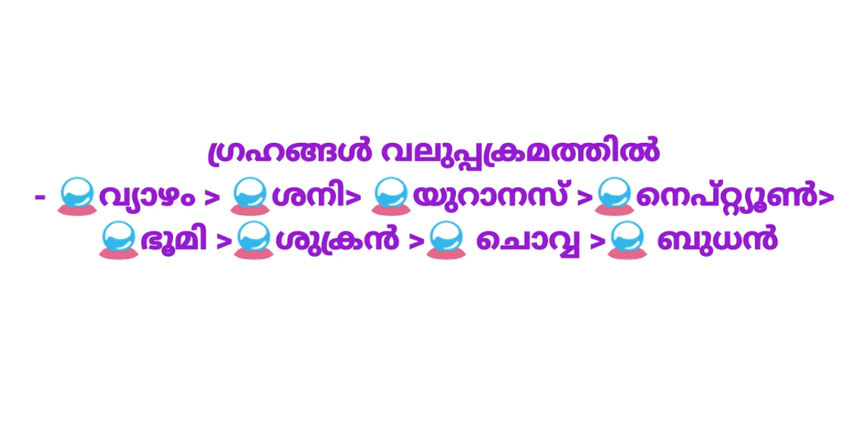 ഗ്രഹങ്ങൾ വലുപ്പക്രമത്തിൽ
- 🔮വ്യാഴം > 🔮ശനി> 🔮യുറാനസ് >🔮നെപ്റ്റ്യൂൺ>
🔮ഭൂമി >🔮ശുക്രൻ >🔮 ചൊവ്വ >🔮 ബുധൻ